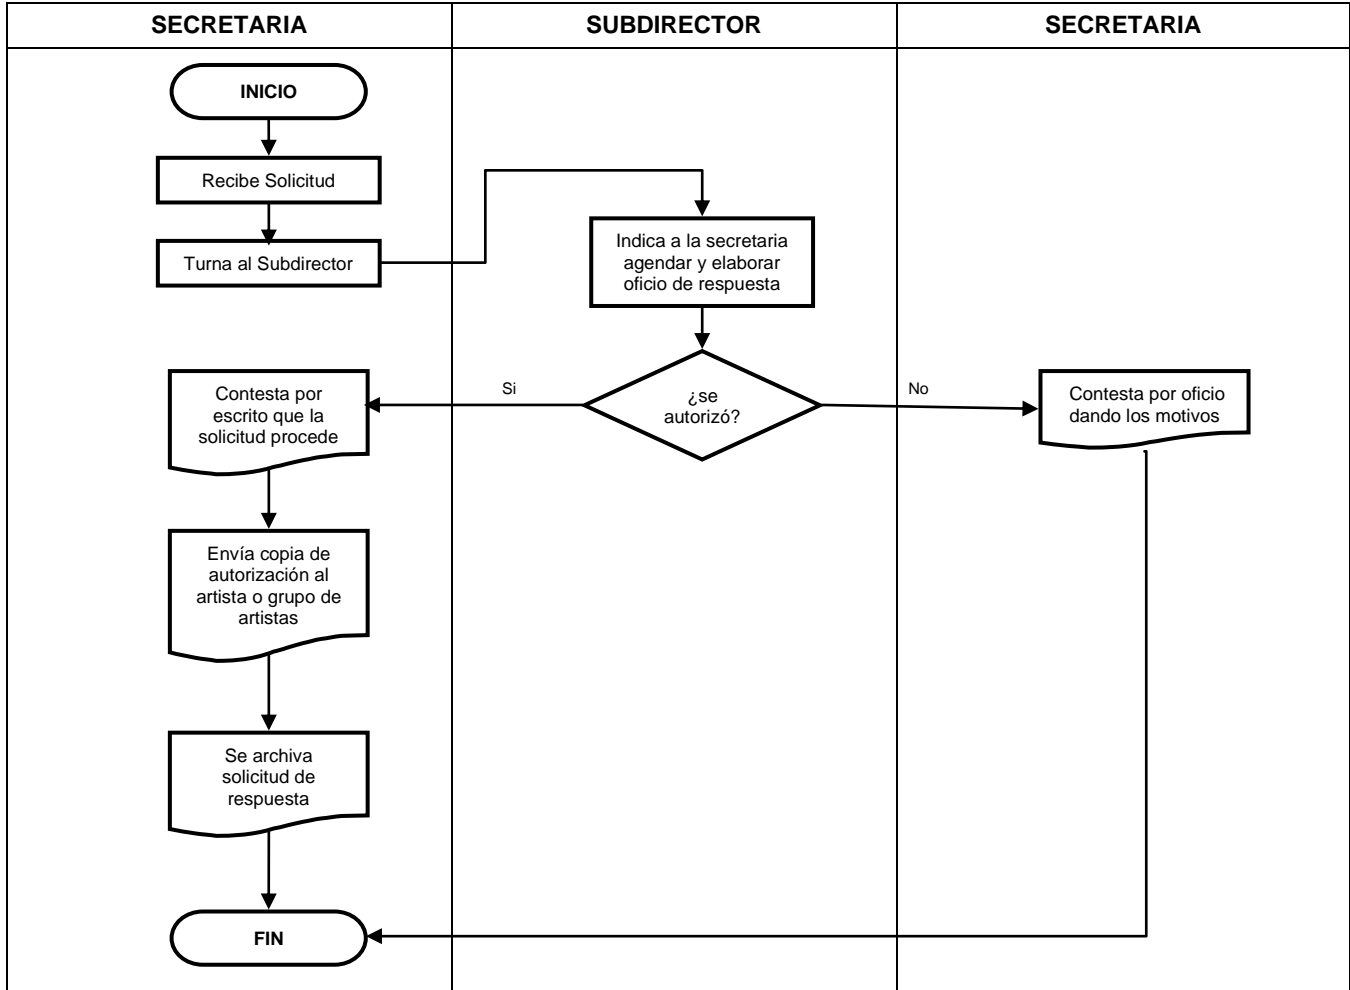 SECRETARIA
SUBDIRECTOR
SECRETARIA
INICIO
Recibe Solicitud
Turna al Subdirector
Indica a la secretaria
agendar y elaborar
oficio de respuesta
¿se
autorizó?
Si
No
Contesta por
escrito que la
solicitud procede
Contesta por oficio
dando los motivos
Envía copia de
autorización al
artista o grupo de
artistas
Se archiva
solicitud de
respuesta
FIN